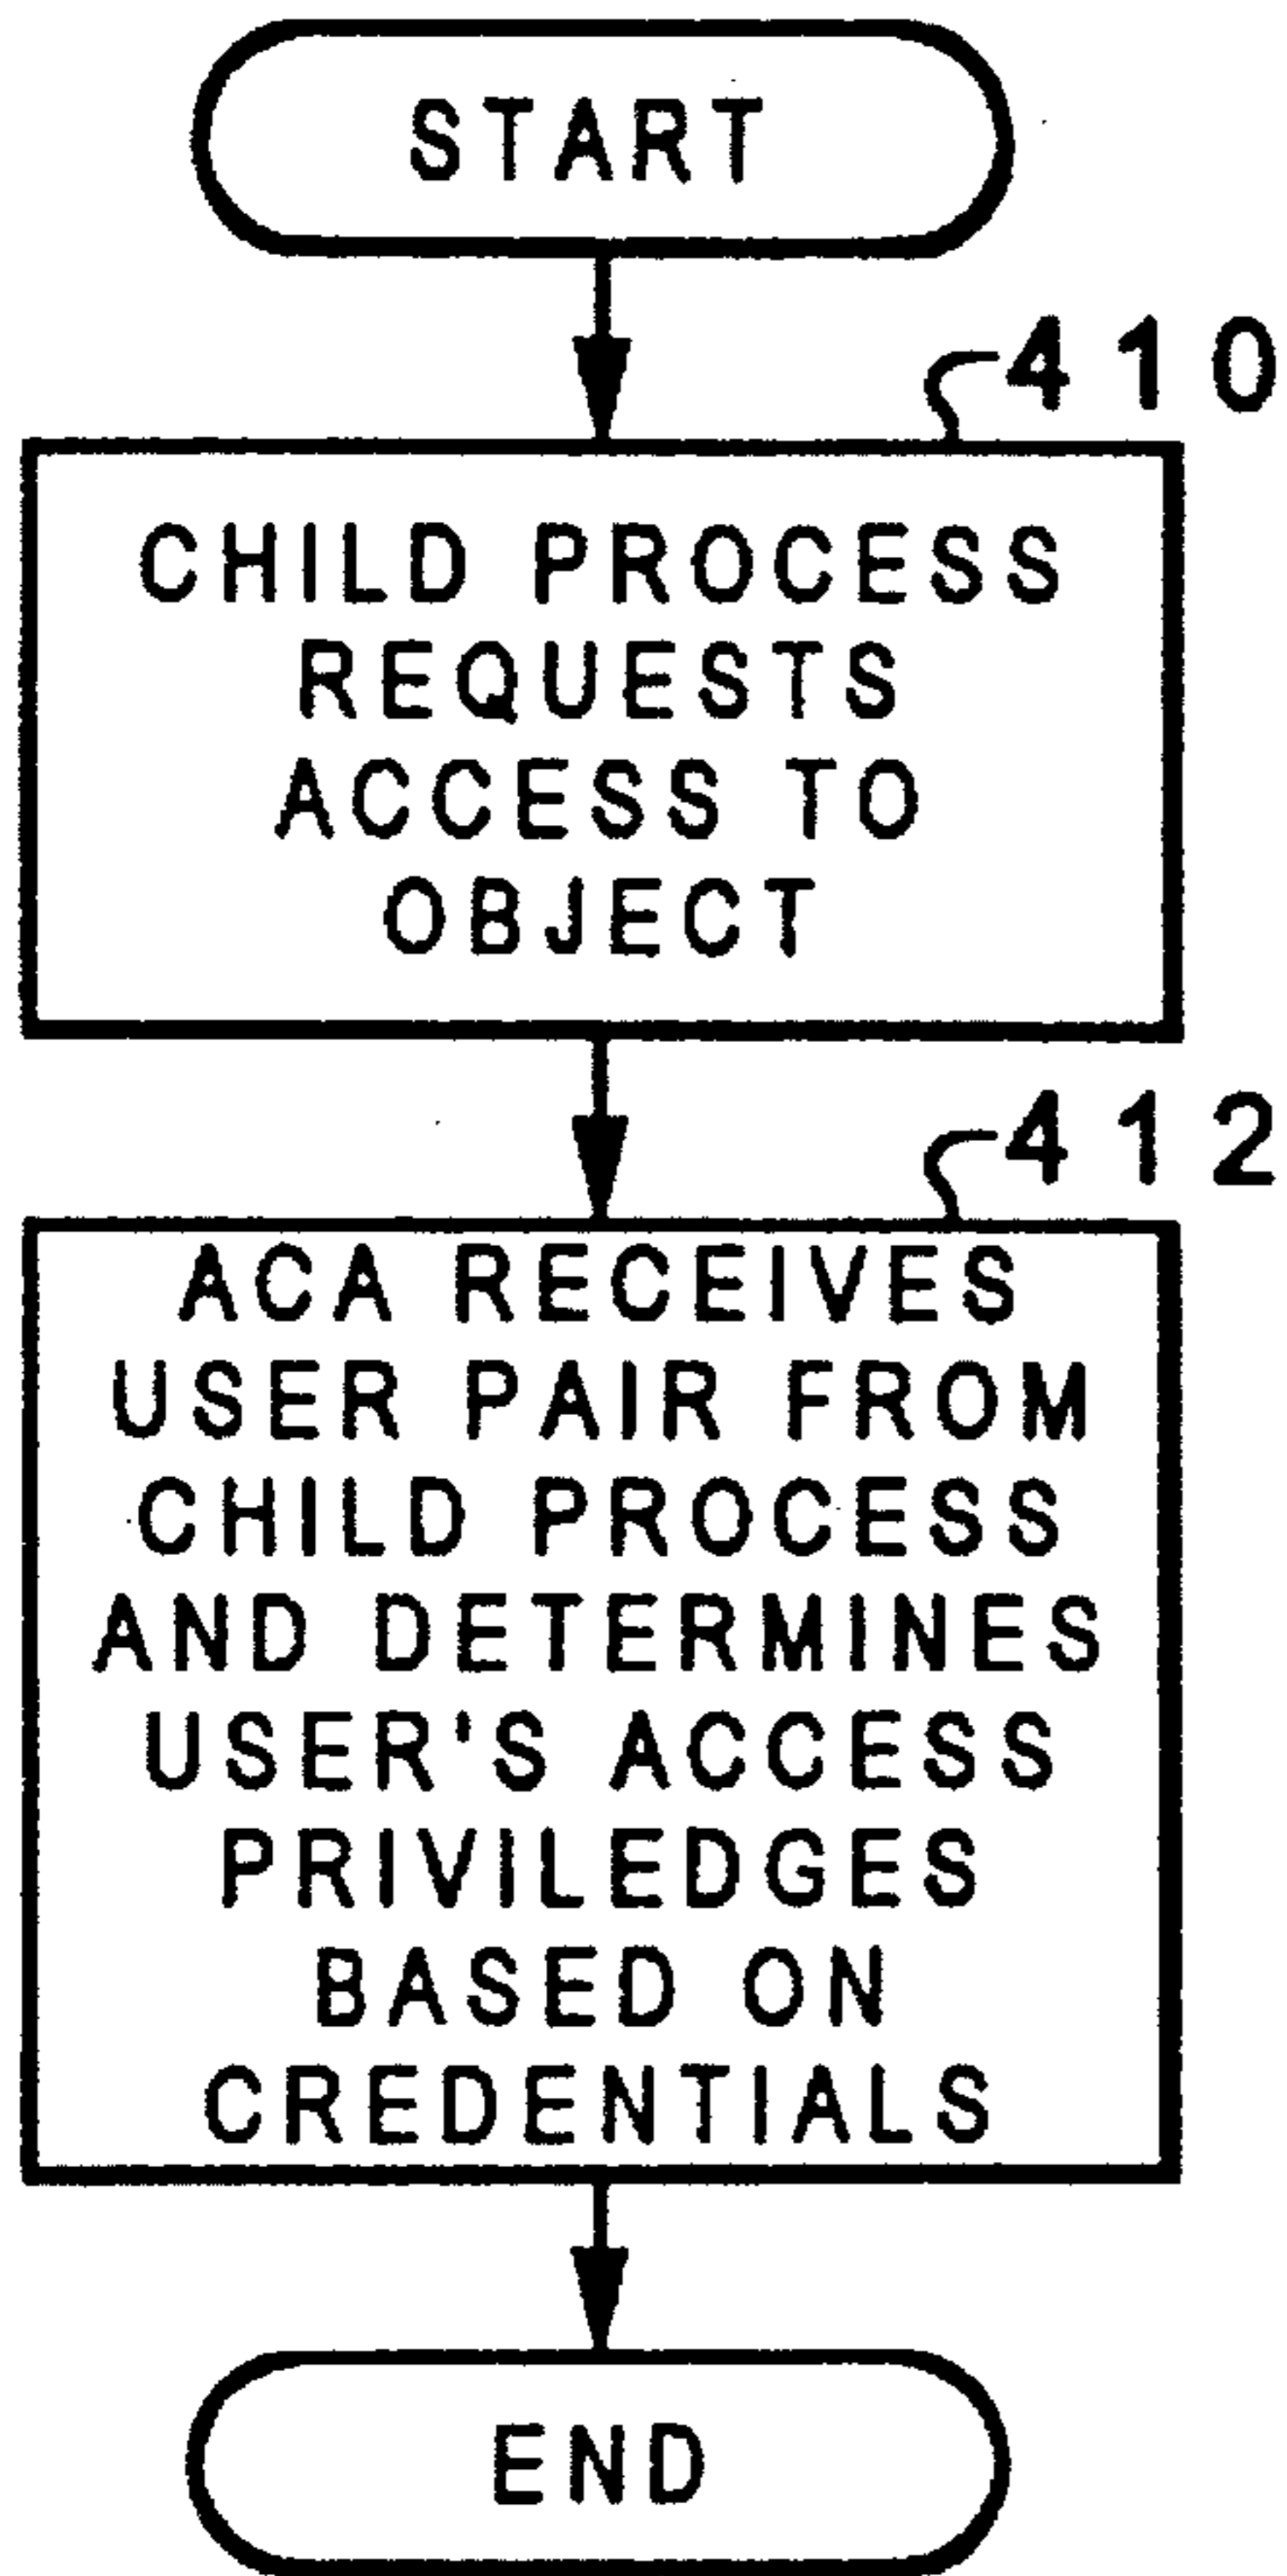 START
410
CHILD PROCESS
REQUESTS
ACCESS TO
OBJECT
412
ACA RECEIVES
USER PAIR FROM
CHILD PROCESS
AND DETERMINES
USER'S ACCESS
PRIVILEDGES
BASED ON
CREDENTIALS
END